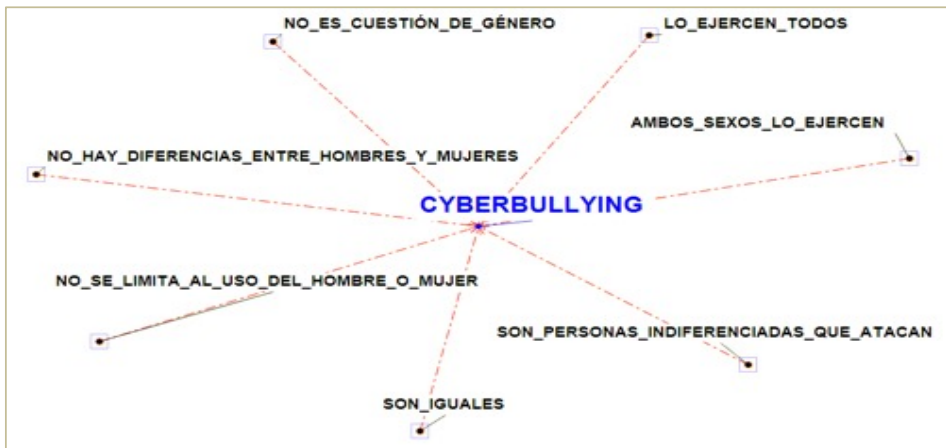 NO_ES_CUESTIÓN_DE_GÉNERO
LO_EJERCEN_TODOS
AMBOS_SEXOS_LO_EJERCEN
NO_HAY_DIFERENCIAS_ENTRE_HOMBRES_Y_MUJERES
CYBERBULLYING
NO_SE_LIMITA_AL_USO_DEL_HOMBRE_O_MUJER
SON_PERSONAS_INDIFERENCIADAS_QUE_ATACAN
SON_IGUALES